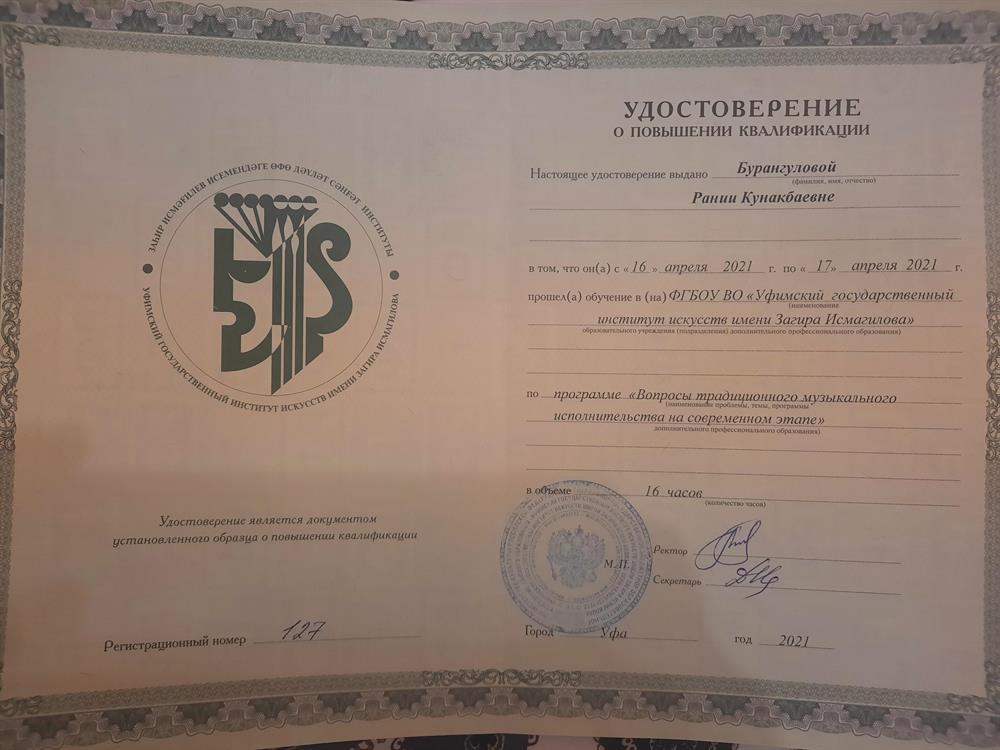 ЗАҺИР ИСМӘҒИЛЕВ ИСЕМЕНДӘГЕ ӨФӨ ДӘҮЛӘТ СӘНҒӘТ ИНСТИТУТЫ
УФИМСКИЙ ГОСУДАРСТВЕННЫЙ ИНСТИТУТ ИСКУССТВ ИМЕНИ ЗАГИРА ИСМАГИЛОВА
Удостоверение является документом
установленного образца о повышении квалификации
Регистрационный номер 127
УДОСТОВЕРЕНИЕ
О ПОВЫШЕНИИ КВАЛИФИКАЦИИ
Настоящее удостоверение выдано Бурангуловой
(фамилия, имя, отчество)
Рании Кунакбаевне
в том, что он(а) с «16 » апреля 2021 г. по « 17» апреля 2021 г.
прошел(а) обучение в (на) ФГБОУ ВО «Уфимский государственный
(наименование
институт искусств имени Загира Исмагилова»
образовательного учреждения (подразделения) дополнительного профессионального образования)
по программе «Вопросы традиционного музыкального
(наименование проблемы, темы, программы
исполнительства на современном этапе»
дополнительного профессионального образования)
в объеме 16 часов
(количество часов)
М.П.
Ректор
Секретарь
Город Уфа год 2021